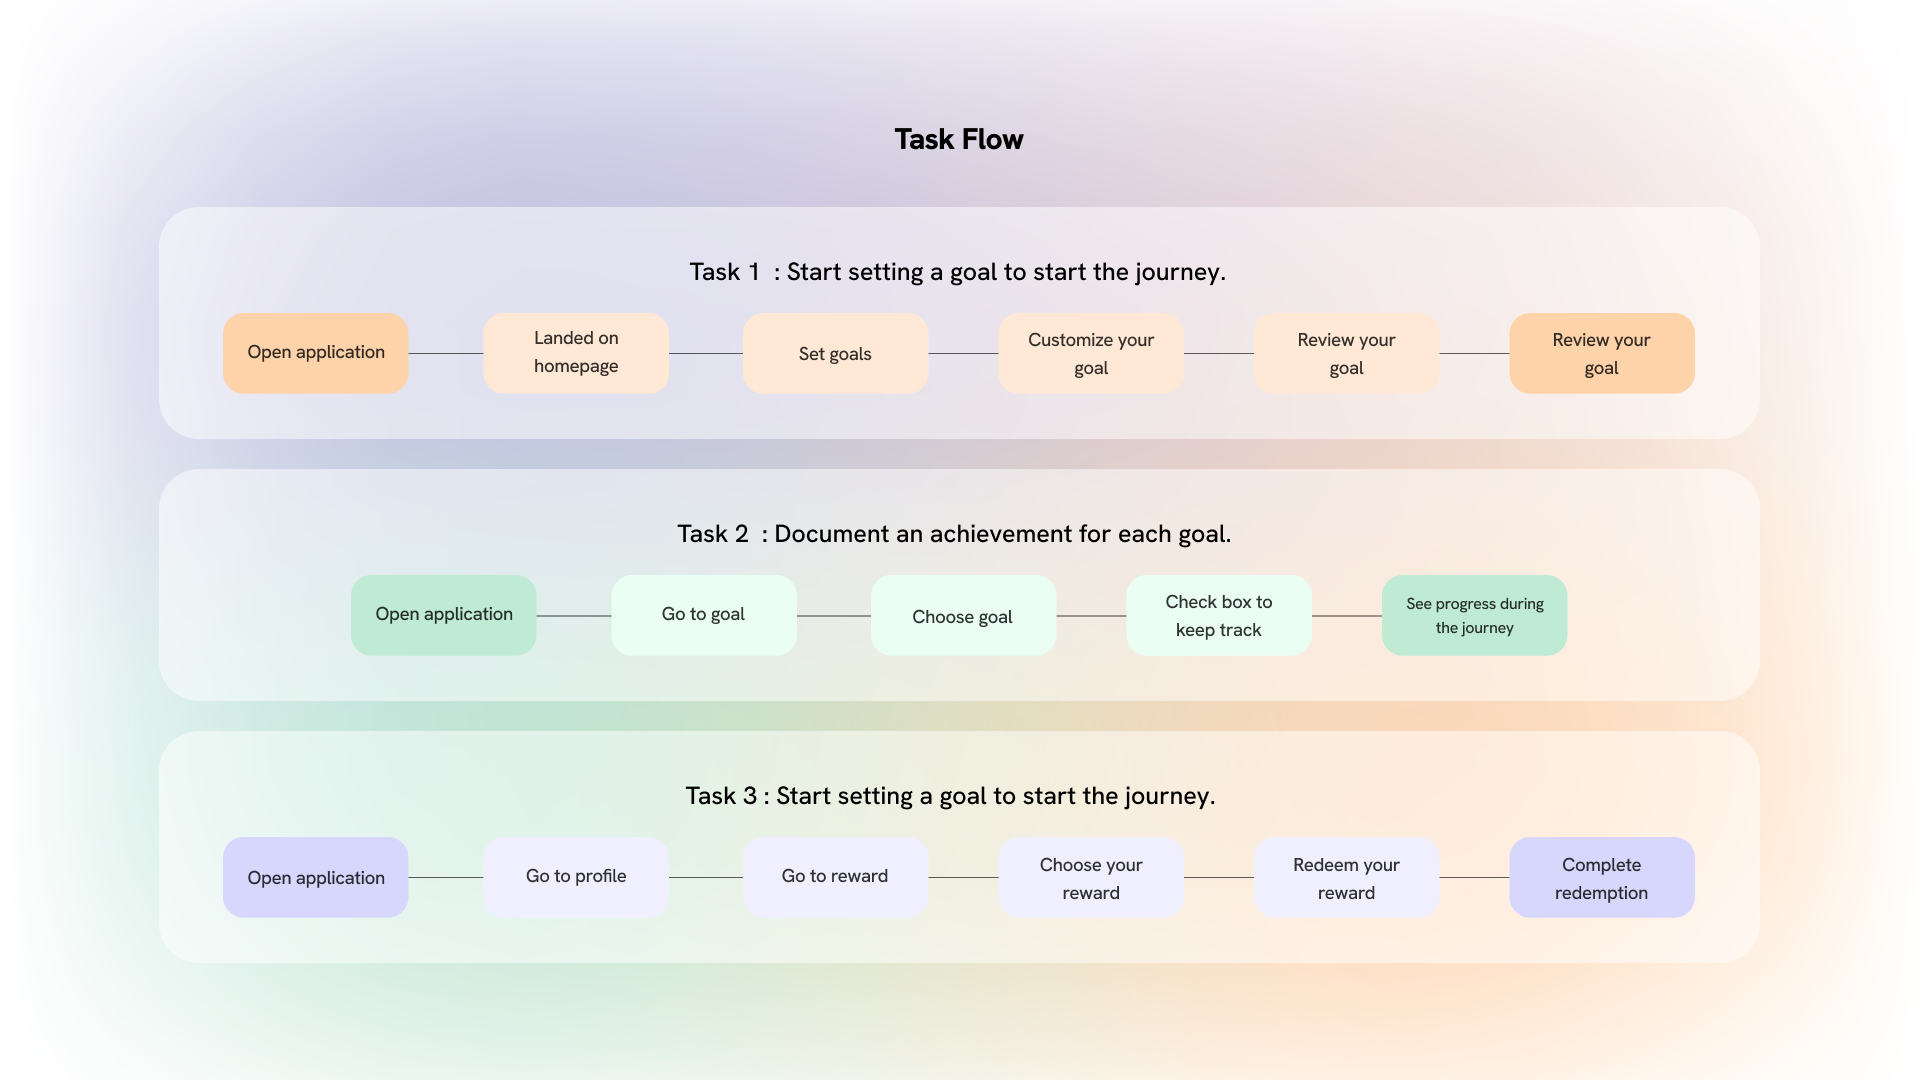 Task Flow
Task 1  : Start setting a goal to start the journey.
Open application
Landed on
homepage
Set goals
Customize your
goal
Review your
goal
Review your
goal
Task 2  : Document an achievement for each goal.
Open application
Go to goal
Choose goal
Check box to
keep track
See progress during
the journey
Task 3 : Start setting a goal to start the journey.
Open application
Go to profile
Go to reward
Choose your
reward
Redeem your
reward
Complete
redemption